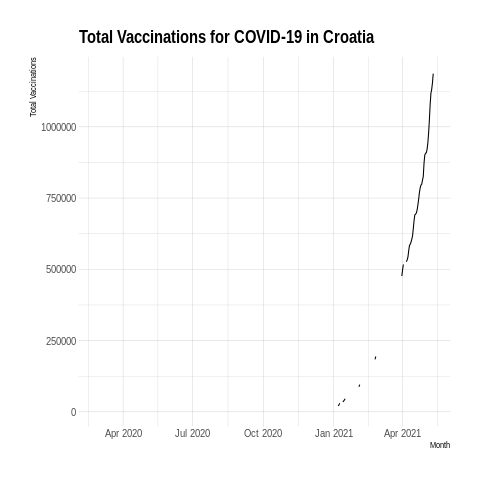 Total Vaccinations for COVID-19 in Croatia
Total Vaccinations
1000000
750000
500000
250000
0
Apr 2020 Jul 2020 Oct 2020 Jan 2021 Apr 2021
Month